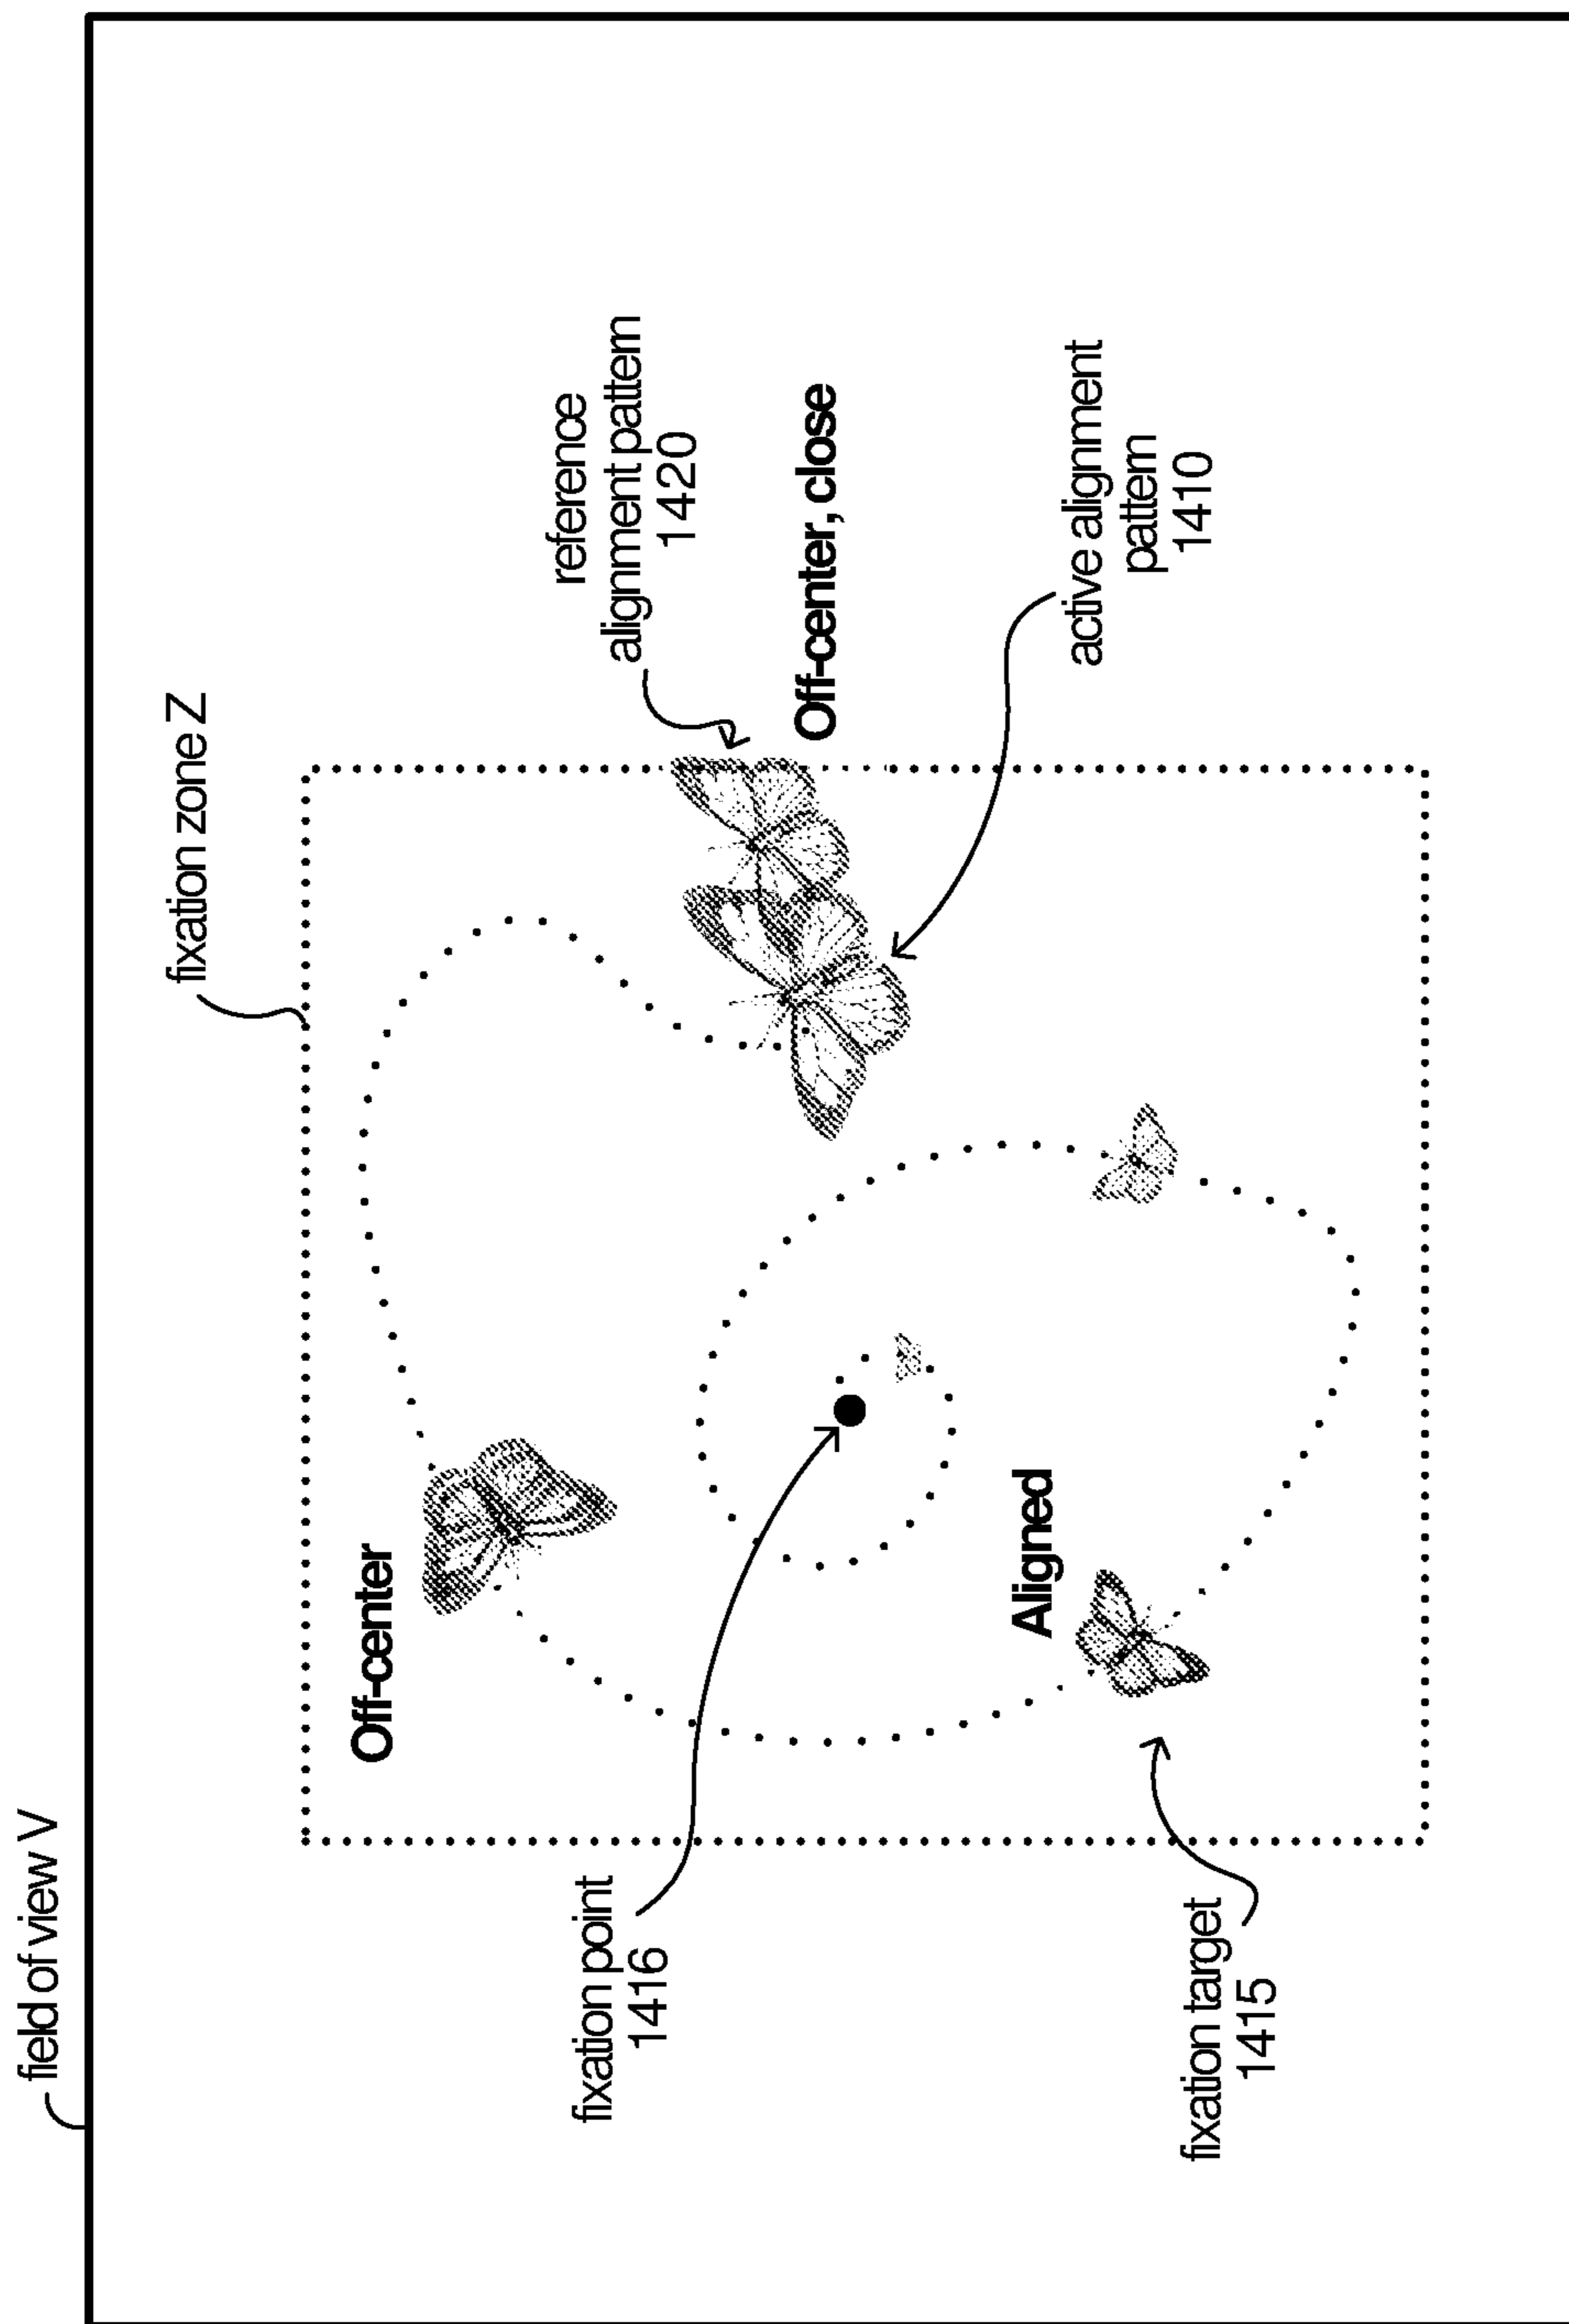 field of view V
fixation zone Z
Off-center
reference
alignment pattern
1420
Off-center, close
fixation point
1416
Aligned
active alignment
pattern
1410
fixation target
1415